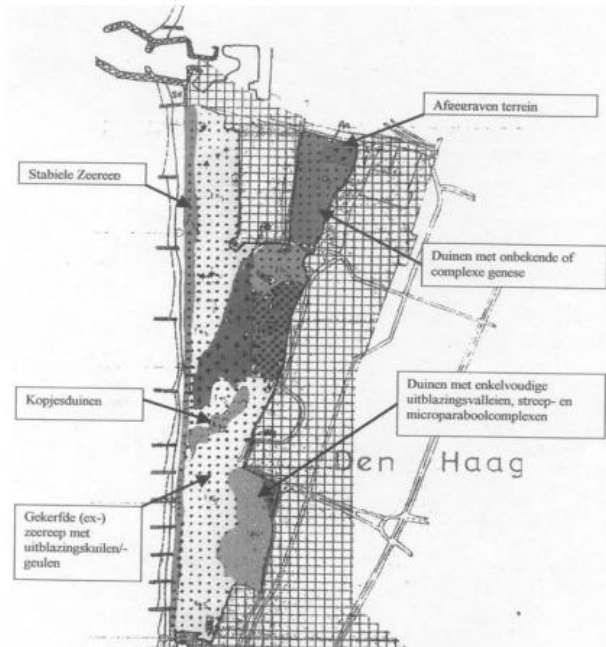 Afgegraven terrein
Stabiele Zeereep
Duinen met onbekende of
complexe genese
Kopjesduinen
Duinen met enkelvoudige
uitblazingsvalleien, streep- en
microparaboolcomplexen
Den Haag
Gekerfde (ex-)
zeereep met
uitblazingskuilen/-
geulen